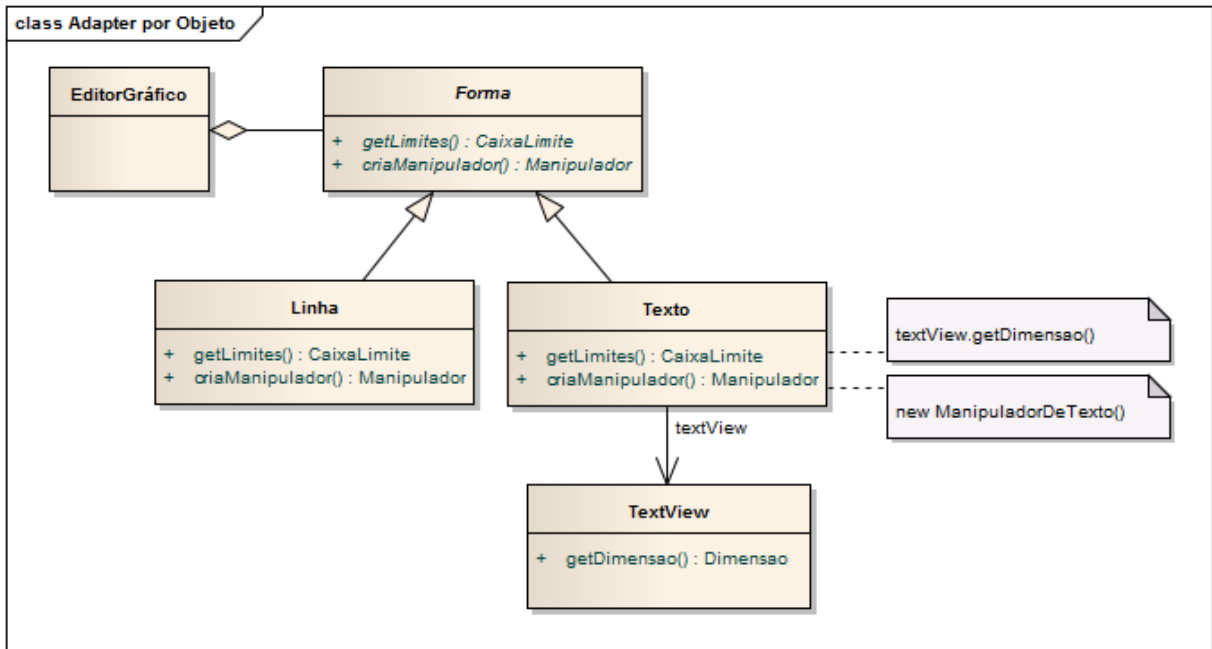 class Adapter por Objeto
EditorGráfico
Forma
+ getLimites() : CaixaLimite
+ criaManipulador() : Manipulador
Linha
+ getLimites() : CaixaLimite
+ criaManipulador() : Manipulador
Texto
+ getLimites() : CaixaLimite
+ criaManipulador() : Manipulador
textView.getDimensao()
new ManipuladorDeTexto()
textView
TextView
+ getDimensao() : Dimensao